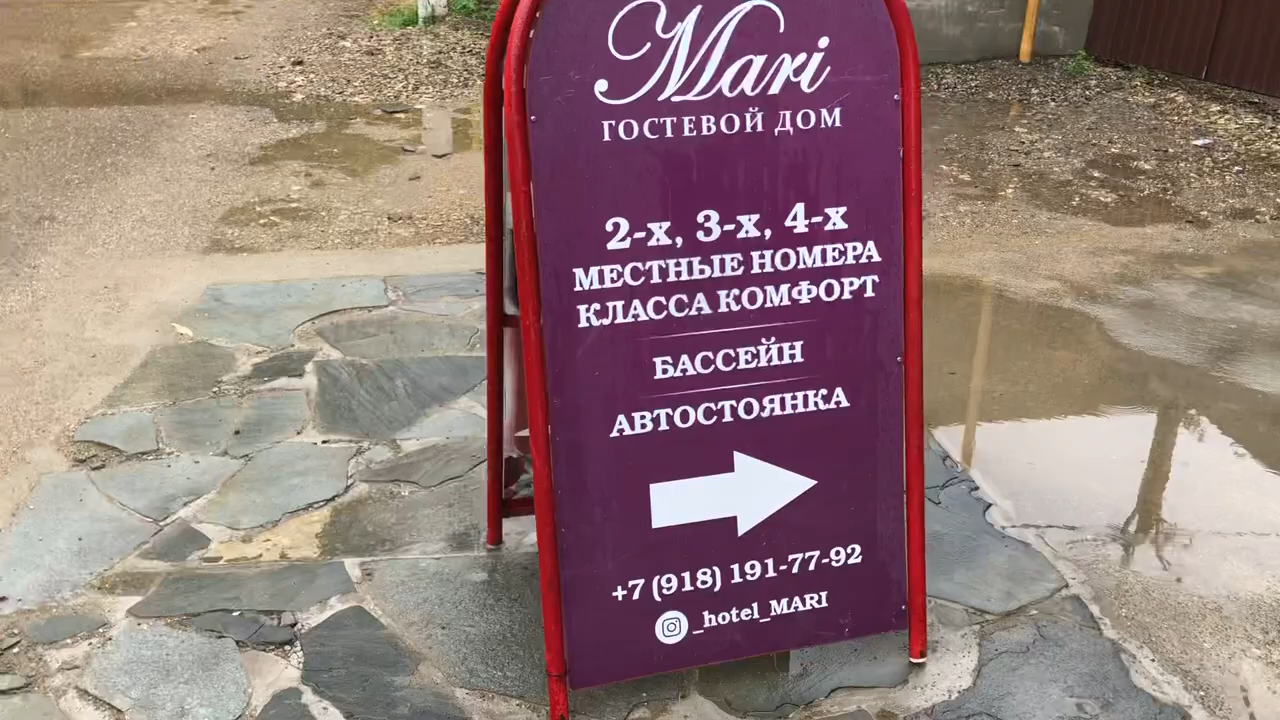 Mari
ГОСТЕВОЙ ДОМ
2-х, 3-х, 4-х
МЕСТНЫЕ НОМЕРА
КЛАССА КОМФОРТ
БАССЕЙН
АВТОСТОЯНКА
+7 (918) 191-77-92
_hotel_MARI